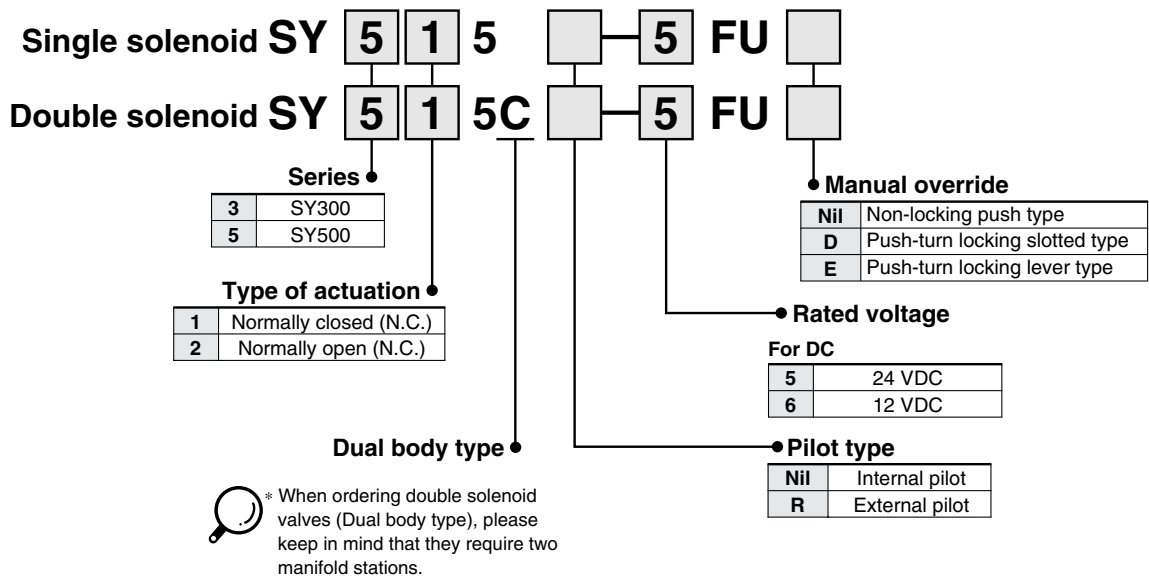 Single solenoid SY 5 1 5 - 5 FU
Double solenoid SY 5 1 5C - 5 FU
Series
3 SY300
5 SY500
Type of actuation
1 Normally closed (N.C.)
2 Normally open (N.C.)
Dual body type
* When ordering double solenoid
valves (Dual body type), please
keep in mind that they require two
manifold stations.
Manual override
Nil Non-locking push type
D Push-turn locking slotted type
E Push-turn locking lever type
Rated voltage
For DC
5 24 VDC
6 12 VDC
Pilot type
Nil Internal pilot
R External pilot